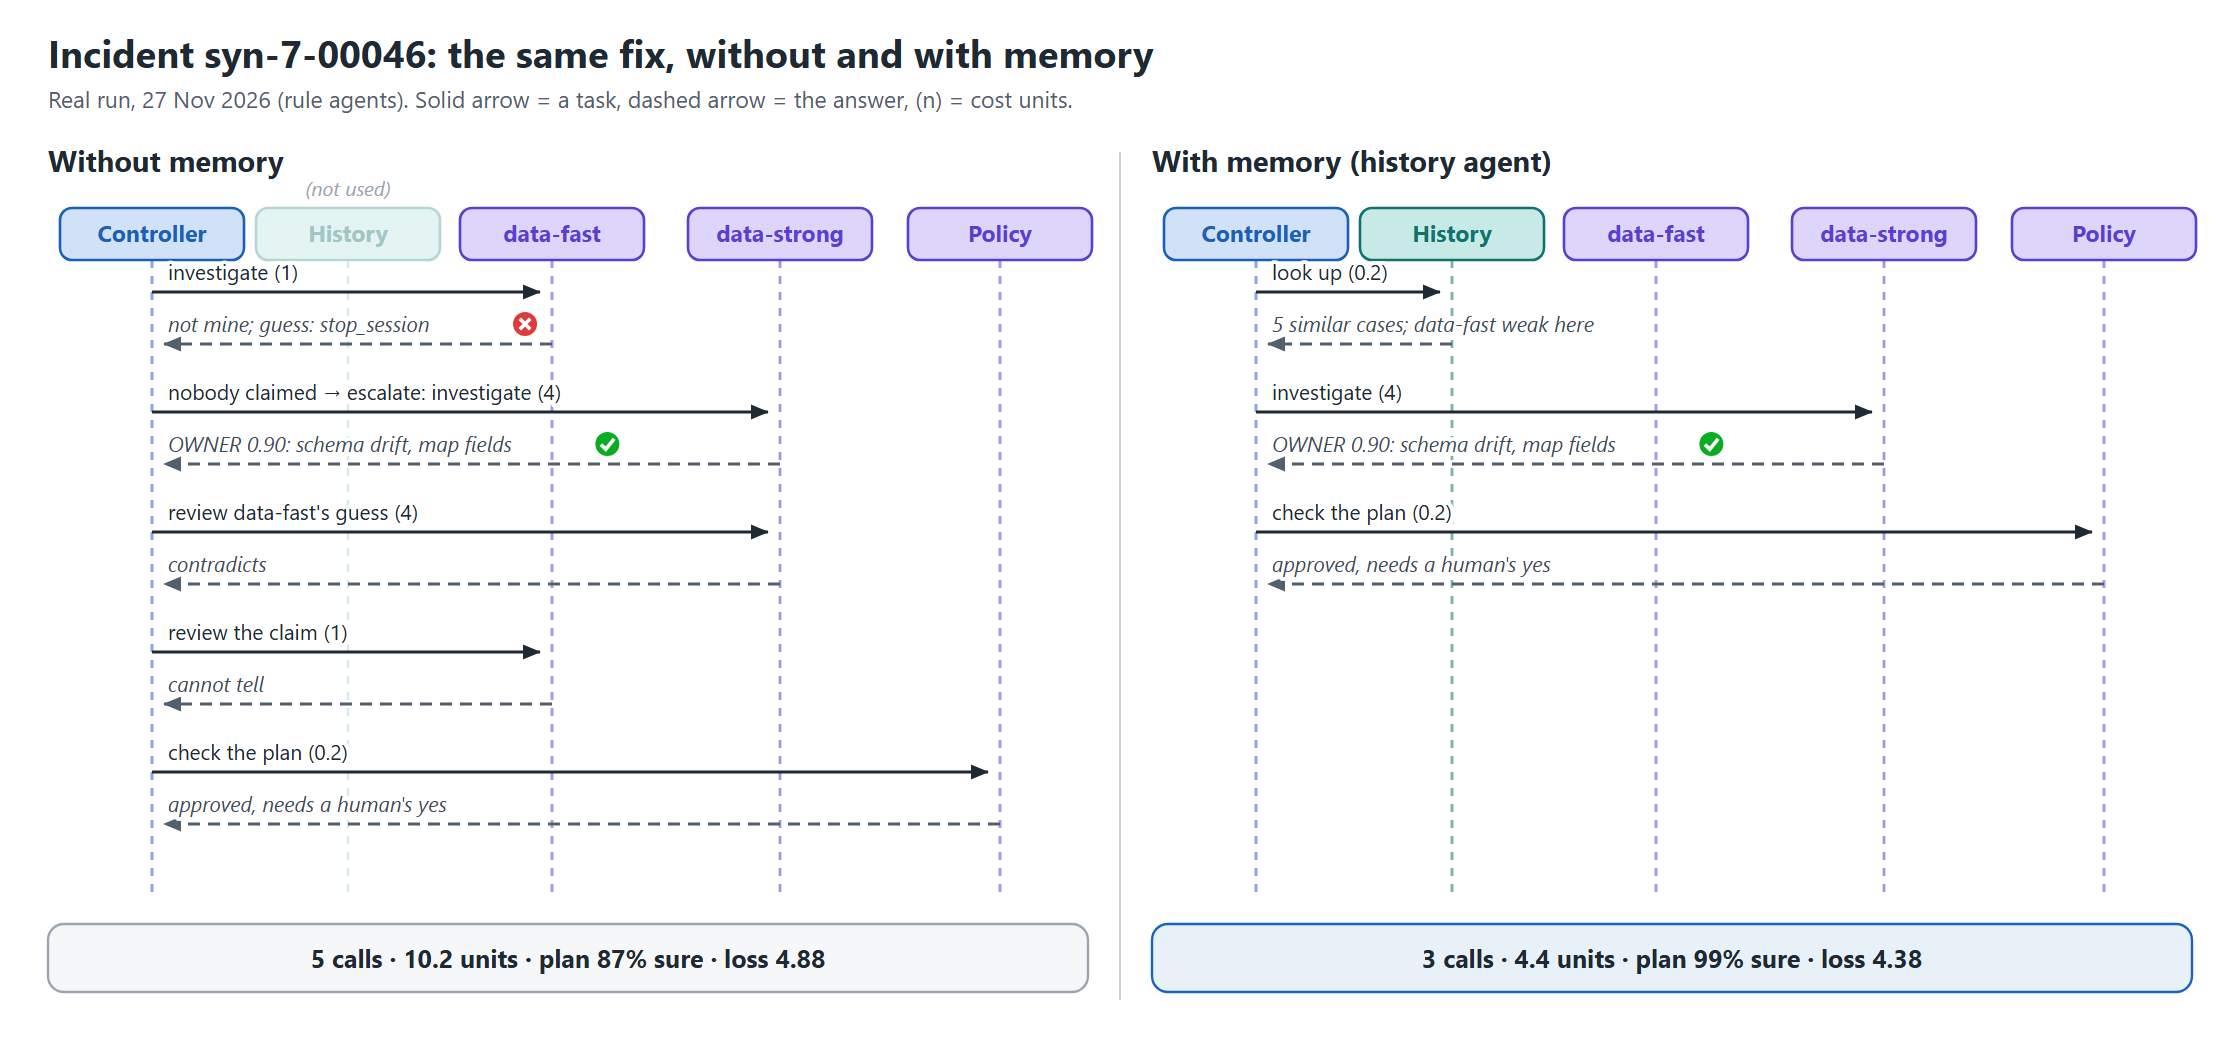 Incident syn-7-00046: the same fix, without and with memory
Real run, 27 Nov 2026 (rule agents). Solid arrow = a task, dashed arrow = the answer, (n) = cost units.
Without memory
(not used)
Controller
History
data-fast
data-strong
Policy
investigate (1)
not mine; guess: stop_session
nobody claimed → escalate: investigate (4)
OWNER 0.90: schema drift, map fields
review data-fast's guess (4)
contradicts
review the claim (1)
cannot tell
check the plan (0.2)
approved, needs a human's yes
5 calls · 10.2 units · plan 87% sure · loss 4.88
With memory (history agent)
Controller
History
data-fast
data-strong
Policy
look up (0.2)
5 similar cases; data-fast weak here
investigate (4)
OWNER 0.90: schema drift, map fields
check the plan (0.2)
approved, needs a human's yes
3 calls · 4.4 units · plan 99% sure · loss 4.38